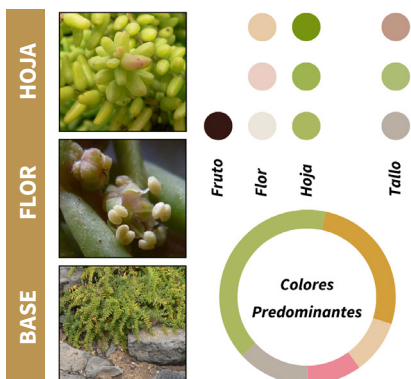 HOJA
FLOR
BASE
Fruto
Flor
Hoja
Tallo
Colores
Predominantes